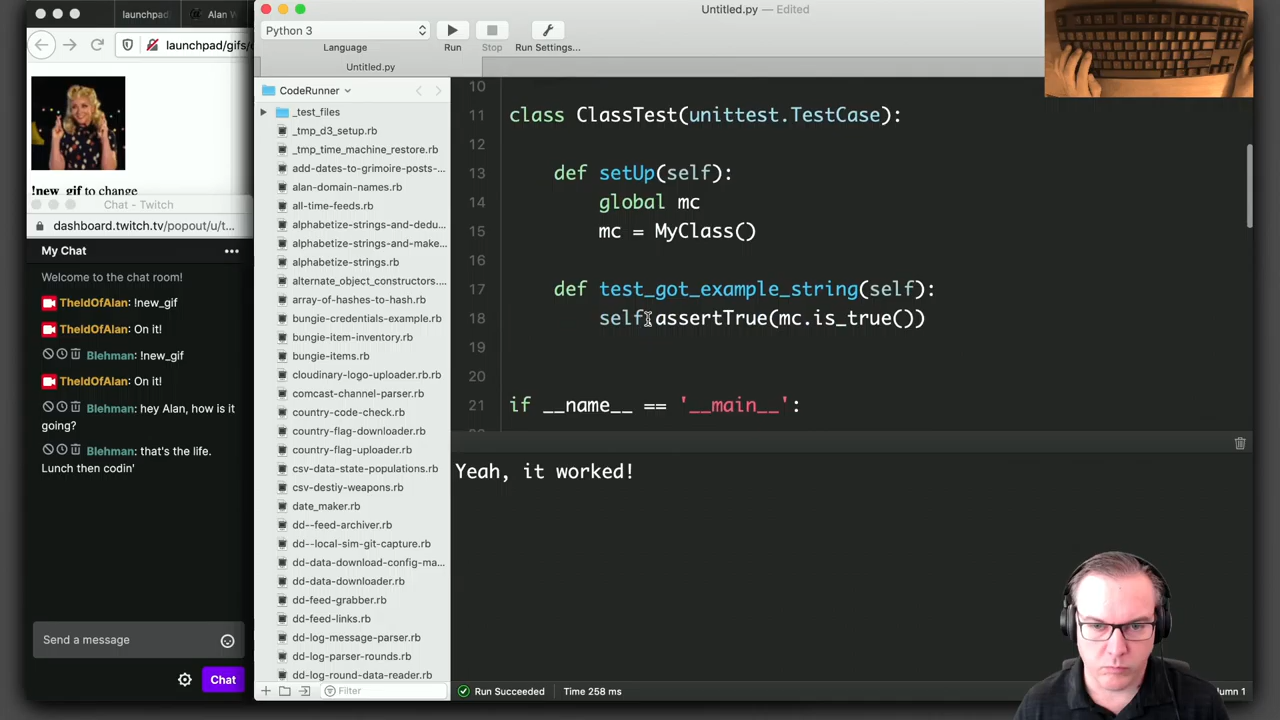 launchpad
Alan W
launchpad/gifs/
!new_gif to change
Chat - Twitch
dashboard.twitch.tv/popout/u/t...
My Chat
Welcome to the chat room!
TheIdOfAlan: !new_gif
TheIdOfAlan: On it!
Blehman: !new_gif
TheIdOfAlan: On it!
Blehman: hey Alan, how is it
going?
Blehman: that's the life.
Lunch then codin'
Send a message
Chat
Untitled.py — Edited
Python 3
Language
Run
Stop
Run Settings...
Untitled.py
CodeRunner
_test_files
_tmp_d3_setup.rb
_tmp_time_machine_restore.rb
add-dates-to-grimoire-posts-...
alan-domain-names.rb
all-time-feeds.rb
alphabetize-strings-and-dedu...
alphabetize-strings-and-make...
alphabetize-strings.rb
alternate_object_constructors.
array-of-hashes-to-hash.rb
bungie-credentials-example.rb
bungie-item-inventory.rb
bungie-items.rb
cloudinary-logo-uploader.rb.rb
comcast-channel-parser.rb
country-code-check.rb
country-flag-downloader.rb
country-flag-uploader.rb
csv-data-state-populations.rb
csv-destiy-weapons.rb
date_maker.rb
dd--feed-archiver.rb
dd--local-sim-git-capture.rb
dd-data-download-config-ma...
dd-data-downloader.rb
dd-feed-grabber.rb
dd-feed-links.rb
dd-log-message-parser.rb
dd-log-parser-rounds.rb
dd-log-round-data-reader.rb
Filter
10
11 class ClassTest(unittest.TestCase):
12
13 def setUp(self):
14 global mc
15 mc = MyClass()
16
17 def test_got_example_string(self):
18 self.assertTrue(mc.is_true())
19
20
21 if __name__ == '__main__':
Yeah, it worked!
Run Succeeded
Time 258 ms
umn 1